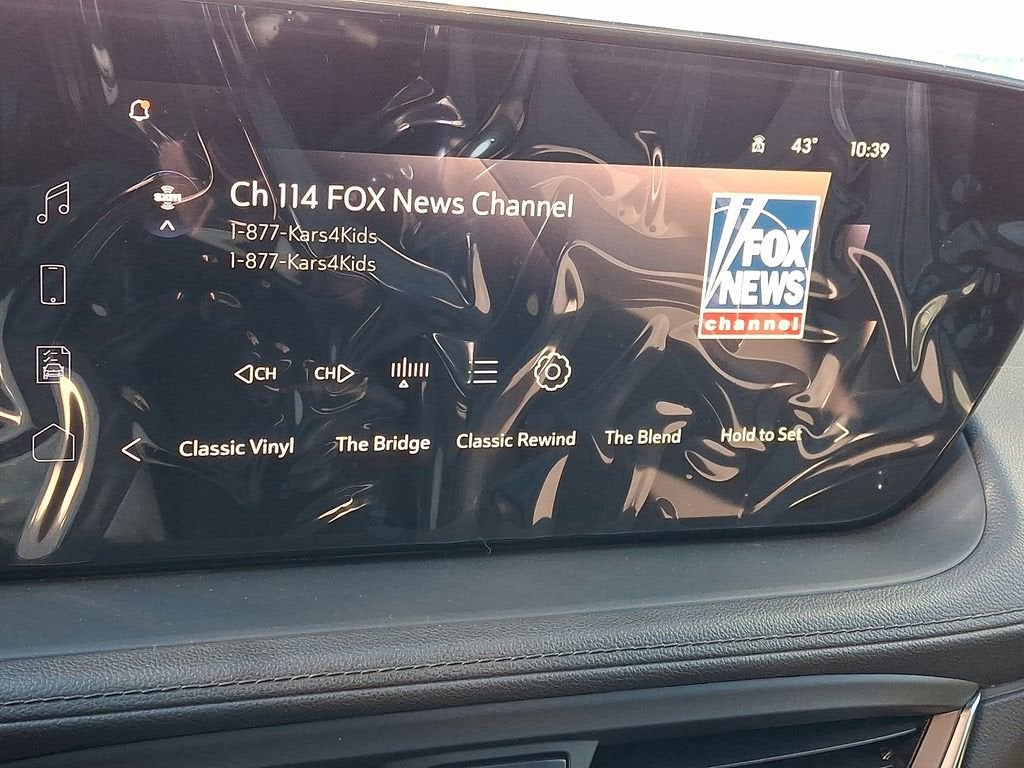 43° 10:39
SXM
Ch 114 FOX News Channel
1-877-Kars4Kids
1-877-Kars4Kids
FOX
NEWS
channel
CH CH
Classic Vinyl The Bridge Classic Rewind The Blend Hold to Set